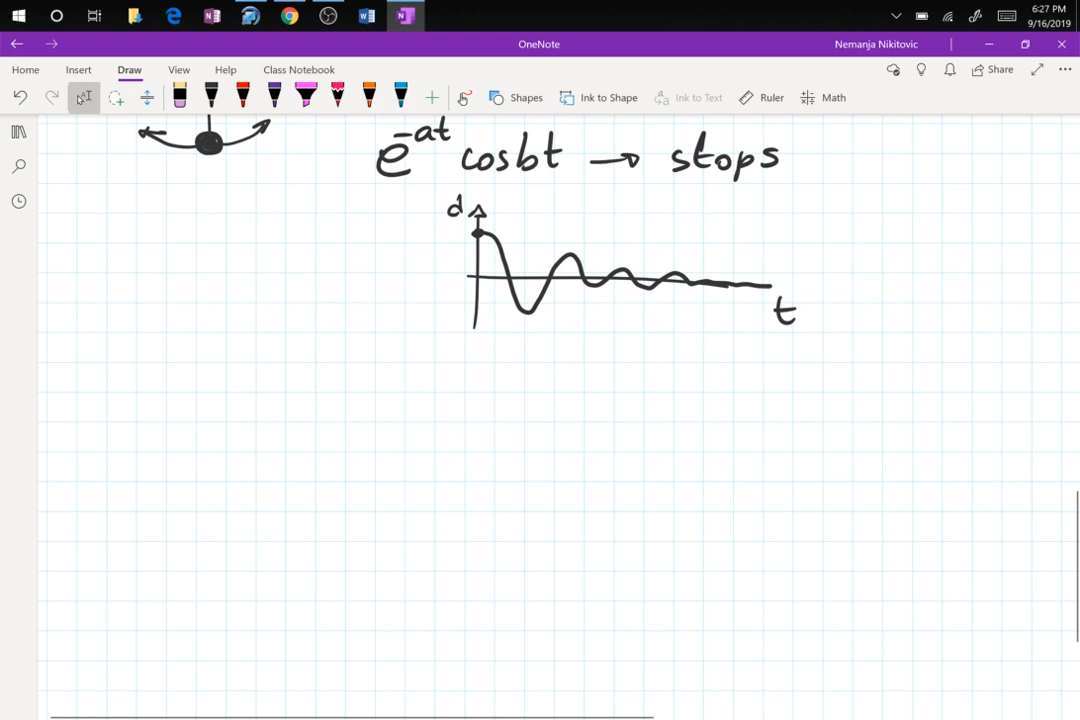 6:27 PM
9/16/2019
OneNote
Nemanja Nikitovic
Home Insert Draw View Help Class Notebook
Share
Shapes Ink to Shape Ink to Text Ruler Math
e^-at cosbt → stops
d
t